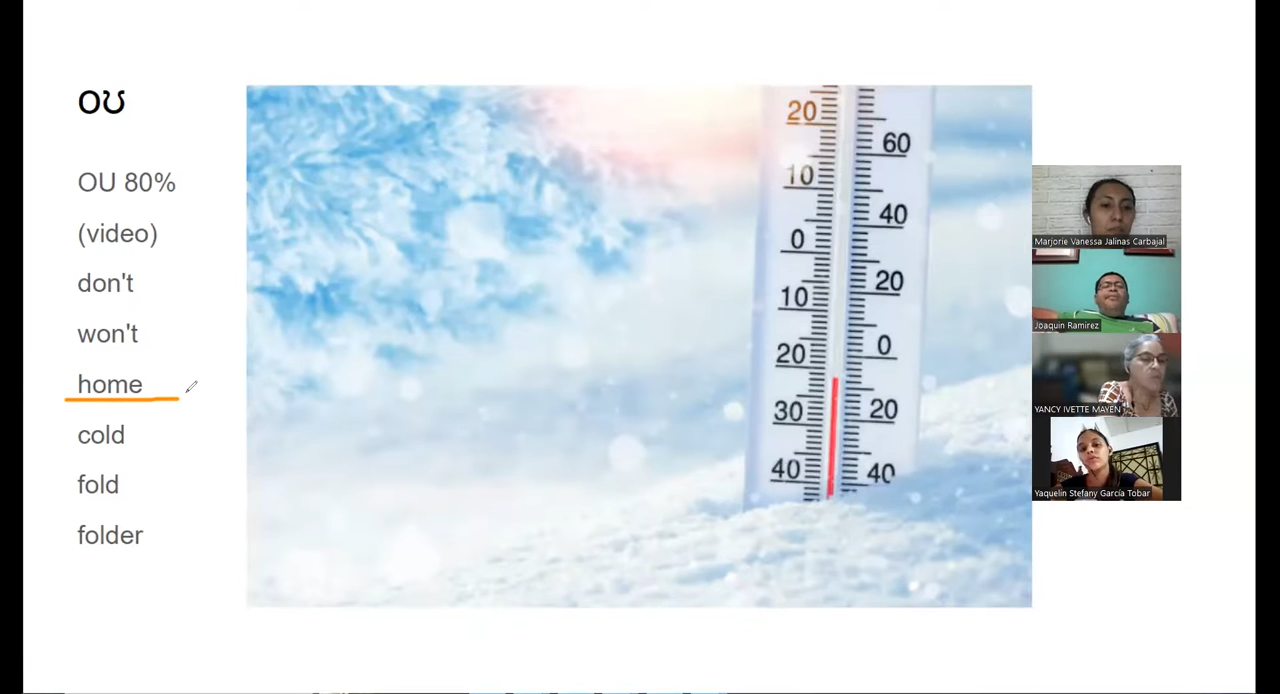 OƱ
OU 80%
(video)
don't
won't
home
cold
fold
folder
20
10
0
10
20
30
40
60
40
20
0
20
40
Marjorie Vanessa Jalinas Carbajal
Joaquin Ramirez
YANCY IVETTE MAYEN
Yaquelin Stefany García Tobar